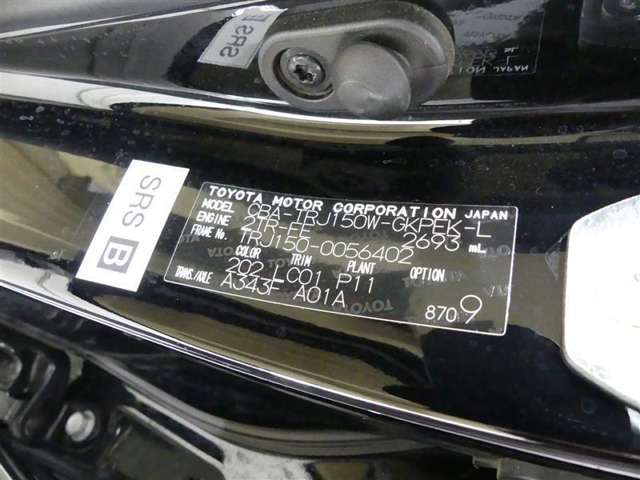 SRS B
TOYOTA MOTOR CORPORATION JAPAN
MODEL CBA-TRJ150W-GKPEK-L
ENGINE 2TR-FE 2693 mL
FRAME No. TRJ150-0056402
COLOR TRIM PLANT OPTION
202 LC01 P11
TRANS./AXLE A343F A01A
8709
SRS B